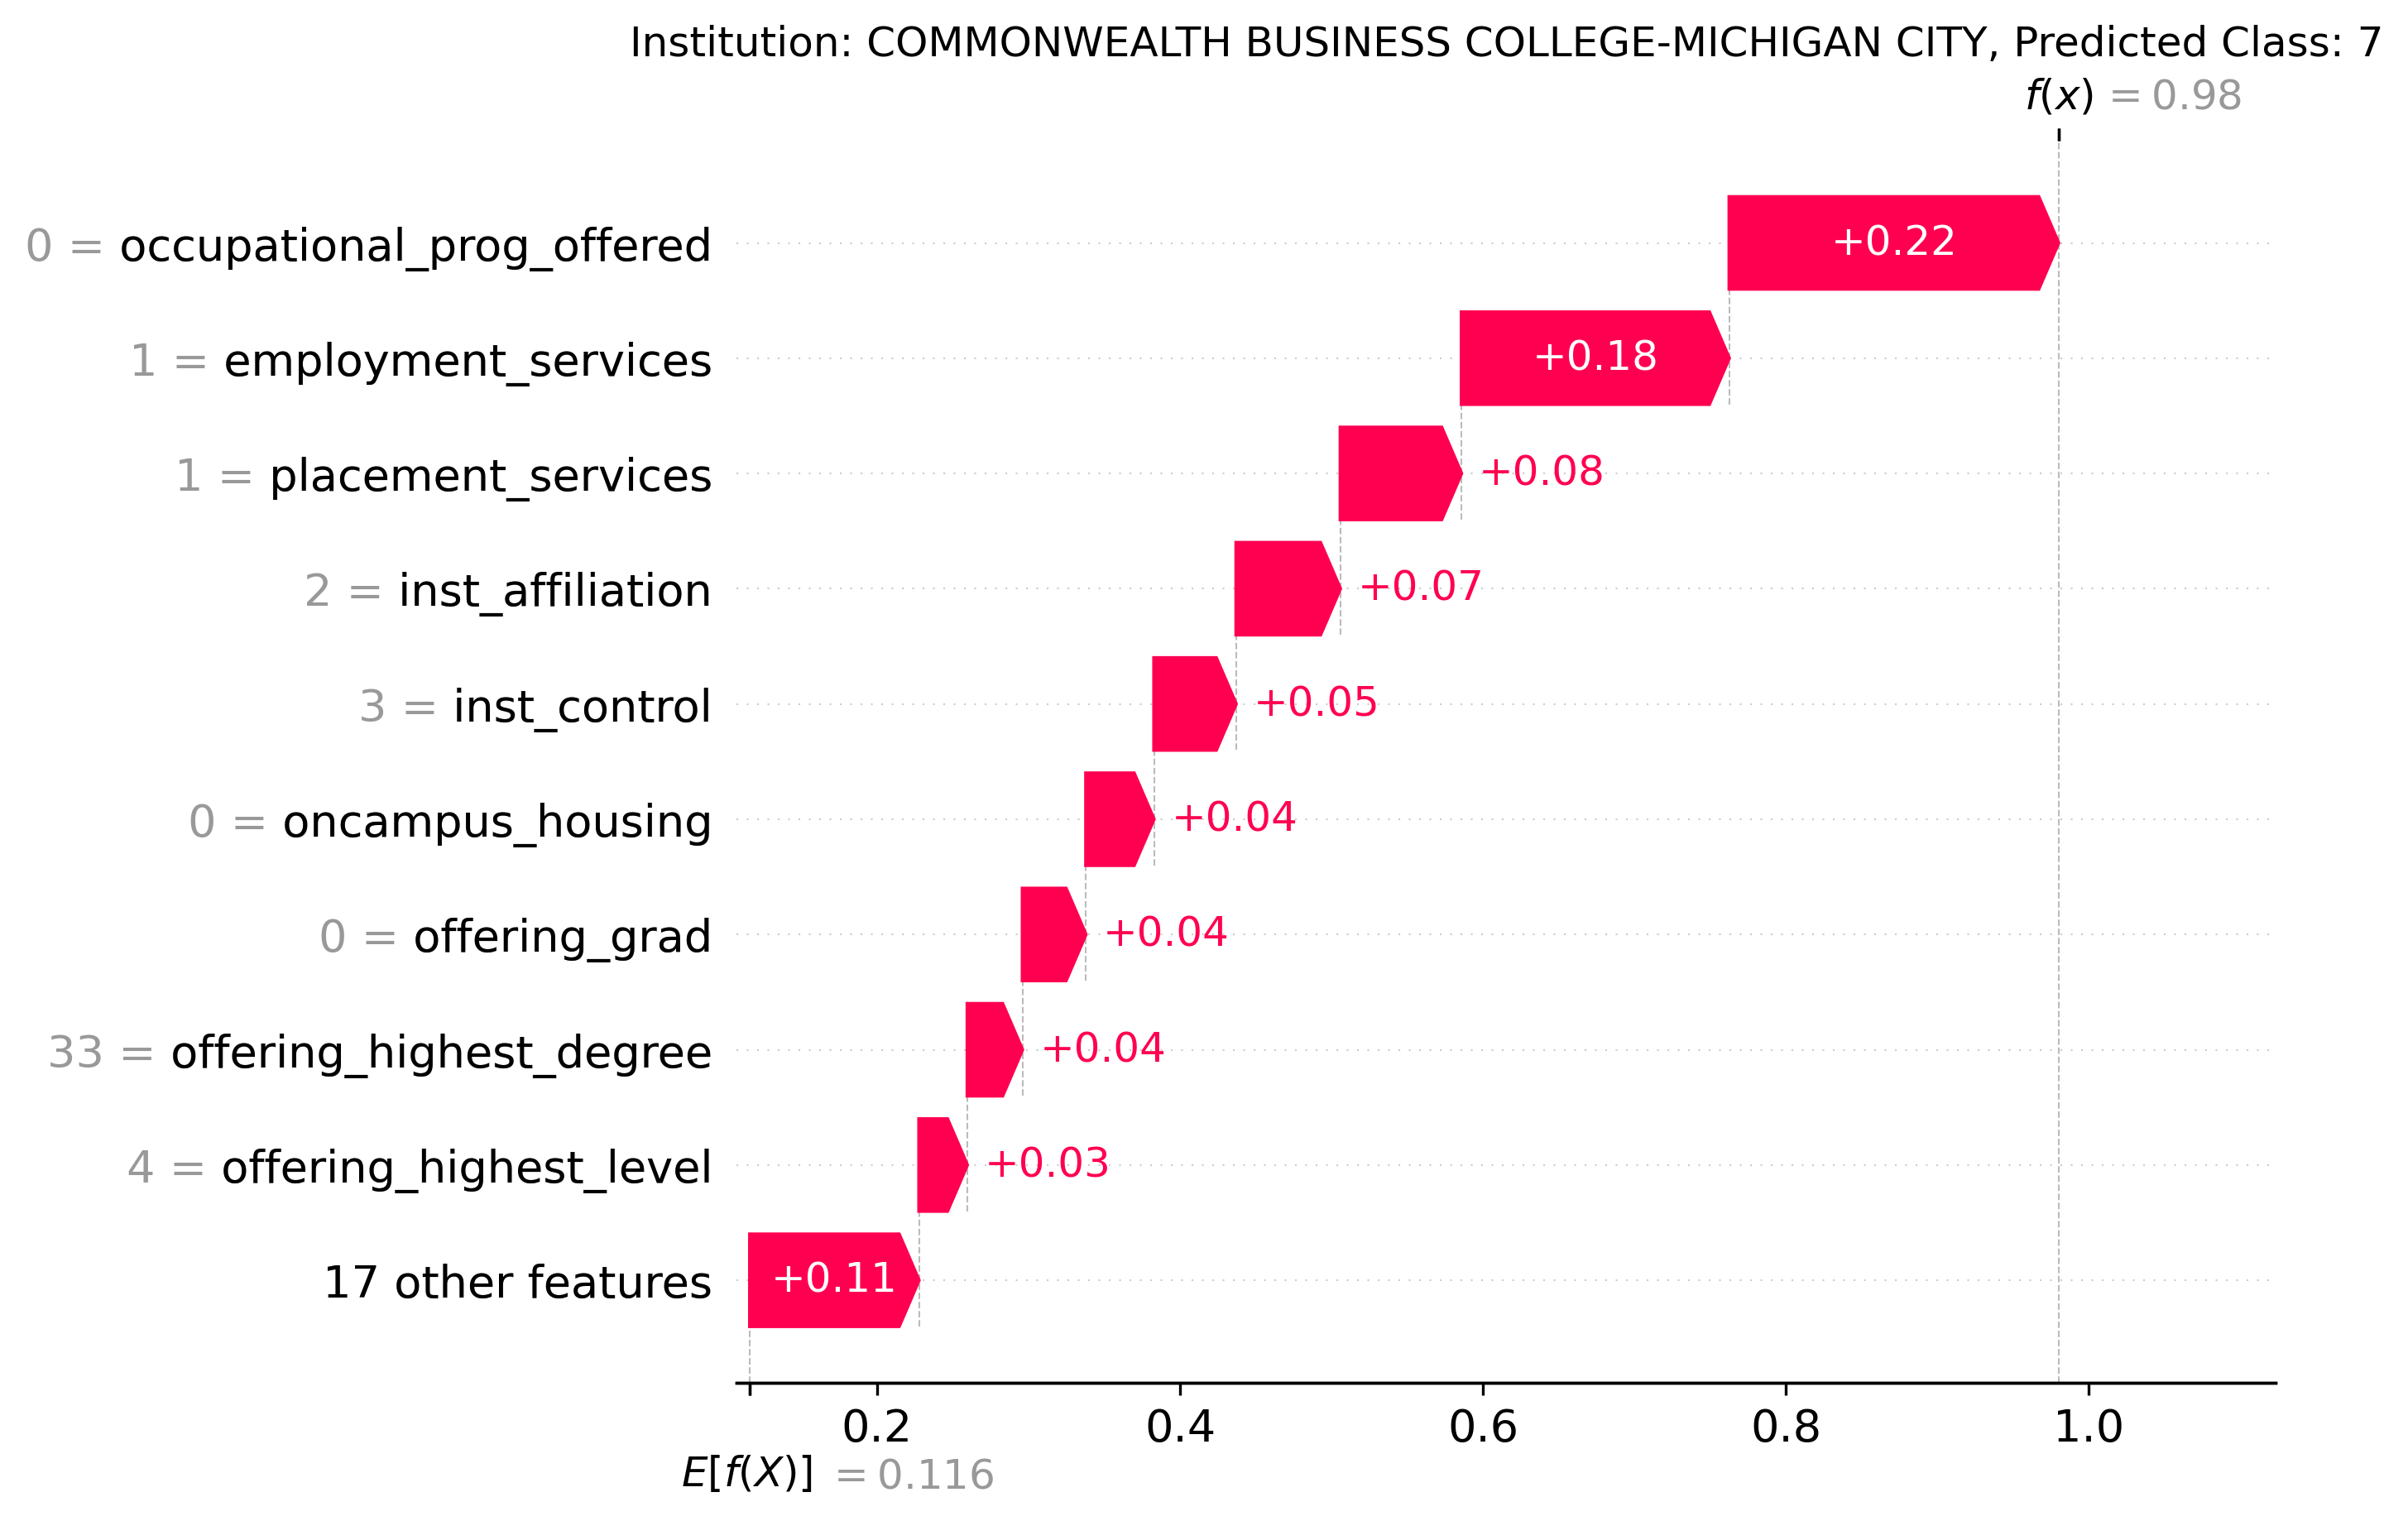 Institution: COMMONWEALTH BUSINESS COLLEGE-MICHIGAN CITY, Predicted Class: 7
f(x) = 0.98
0 = occupational_prog_offered +0.22
1 = employment_services +0.18
1 = placement_services +0.08
2 = inst_affiliation +0.07
3 = inst_control +0.05
0 = oncampus_housing +0.04
0 = offering_grad +0.04
33 = offering_highest_degree +0.04
4 = offering_highest_level +0.03
17 other features +0.11
0.2 0.4 0.6 0.8 1.0
E[f(X)] = 0.116